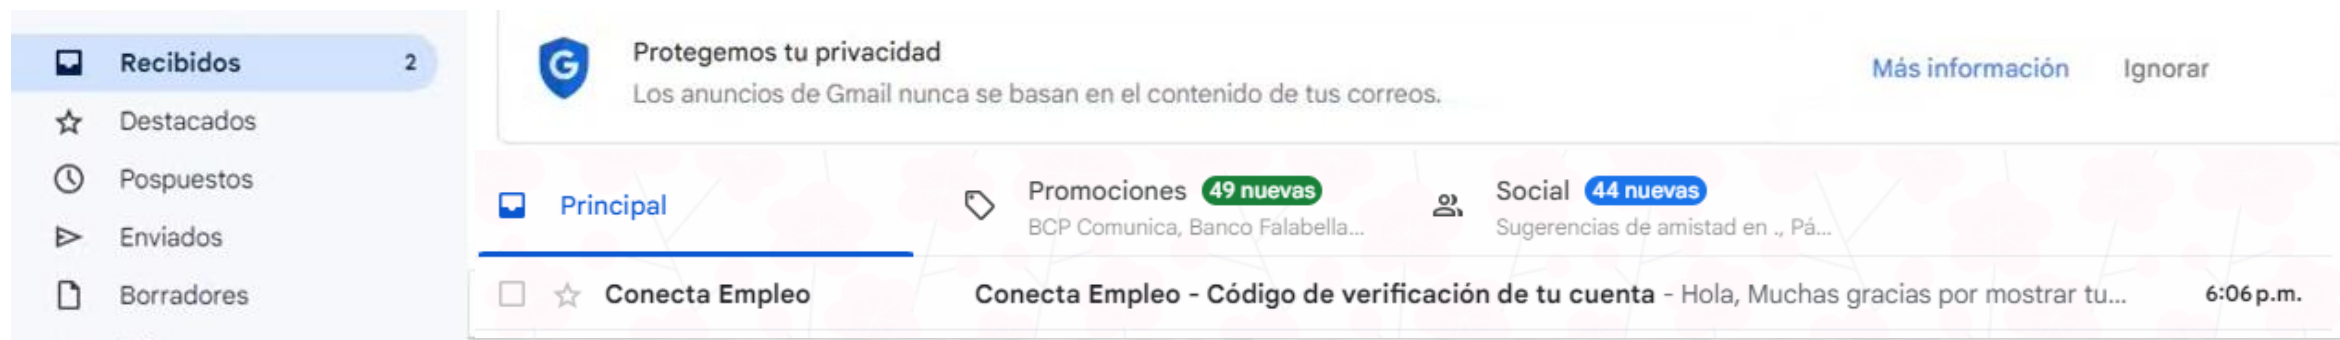 Recibidos 2
Destacados
Pospuestos
Enviados
Borradores
Protegemos tu privacidad
Los anuncios de Gmail nunca se basan en el contenido de tus correos.
Más información Ignorar
Principal
Promociones 49 nuevas
BCP Comunica, Banco Falabella...
Social 44 nuevas
Sugerencias de amistad en ., Pá...
Conecta Empleo Conecta Empleo - Código de verificación de tu cuenta - Hola, Muchas gracias por mostrar tu... 6:06 p.m.